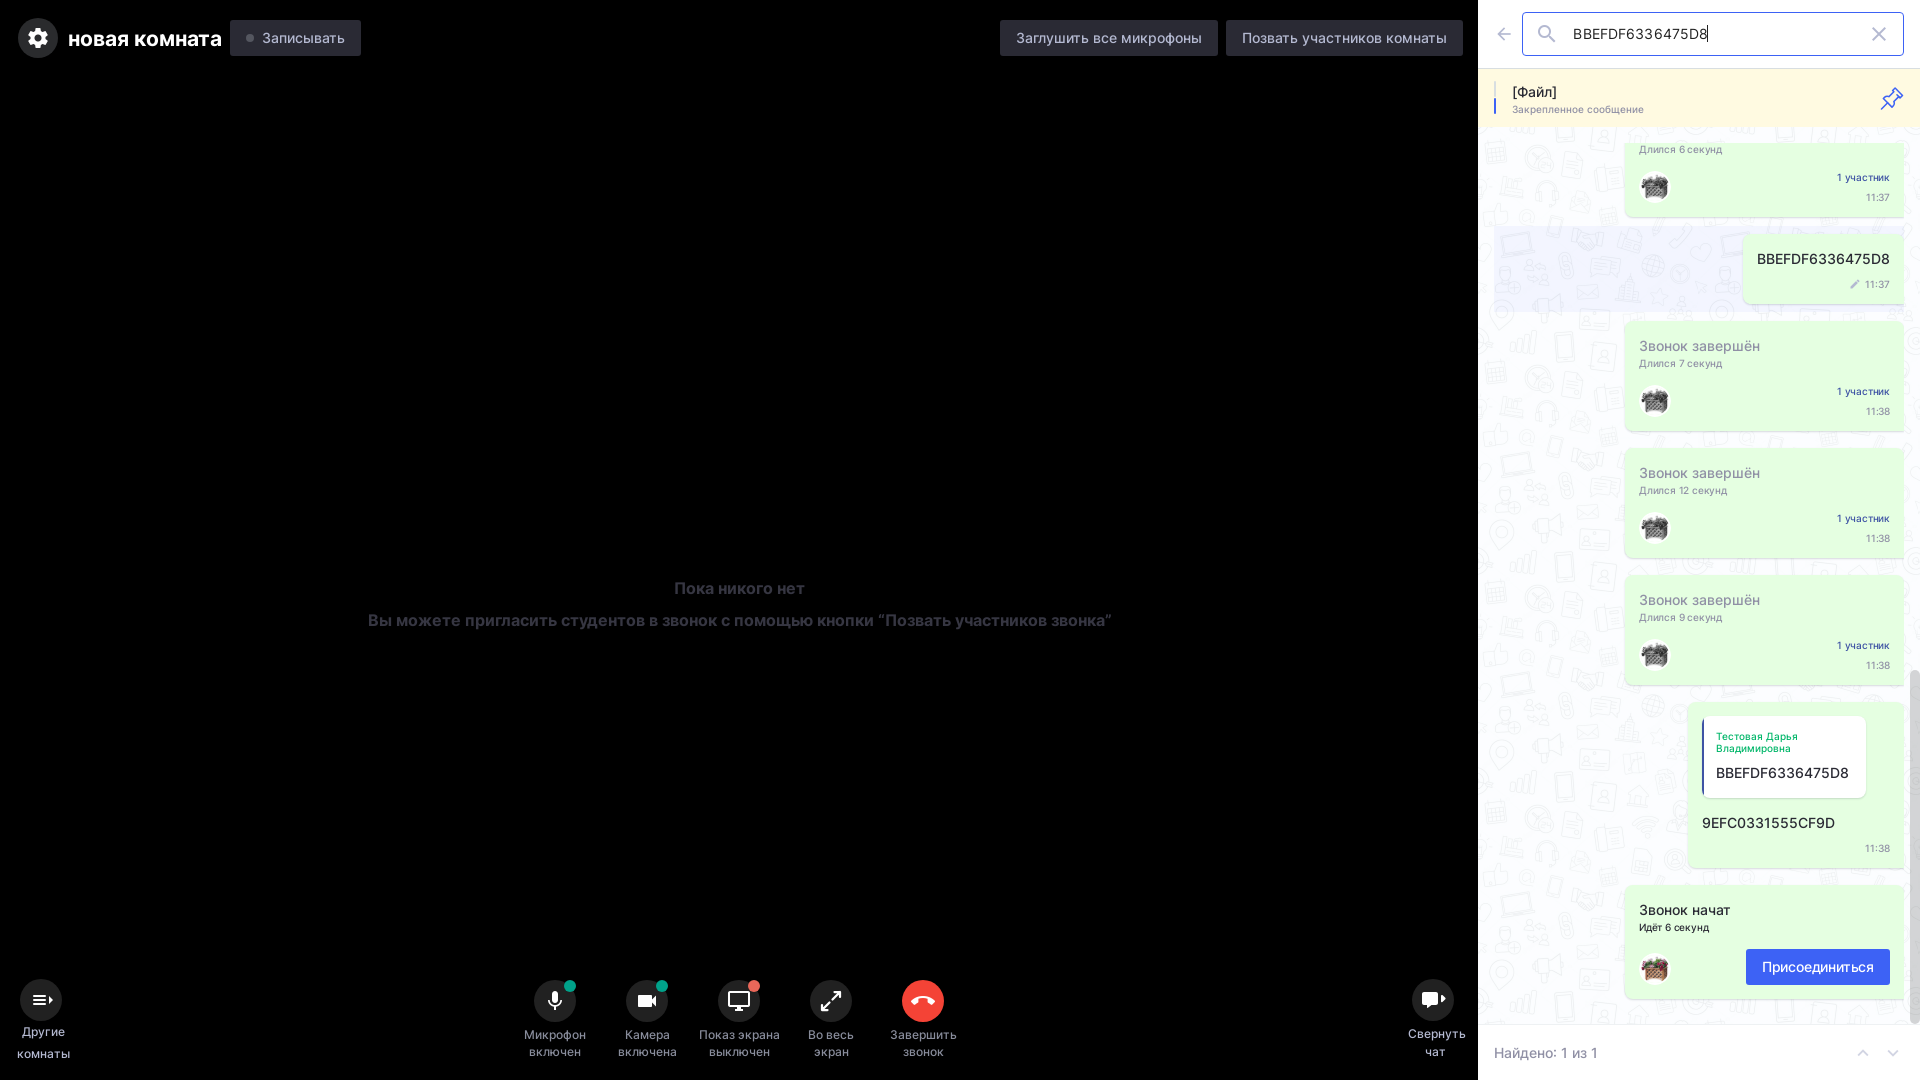 новая комната
Записывать
Заглушить все микрофоны
Позвать участников комнаты
Пока никого нет
Вы можете пригласить студентов в звонок с помощью кнопки “Позвать участников звонка”
Другие
комнаты
Микрофон
включен
Камера
включена
Показ экрана
выключен
Во весь
экран
Завершить
звонок
Свернуть
чат
BBEFDF6336475D8
[Файл]
Закрепленное сообщение
Длился 6 секунд
1 участник
11:37
BBEFDF6336475D8
11:37
Звонок завершён
Длился 7 секунд
1 участник
11:38
Звонок завершён
Длился 12 секунд
1 участник
11:38
Звонок завершён
Длился 9 секунд
1 участник
11:38
Тестовая Дарья
Владимировна
BBEFDF6336475D8
9EFC0331555CF9D
11:38
Звонок начат
Идёт 6 секунд
Присоединиться
Найдено: 1 из 1